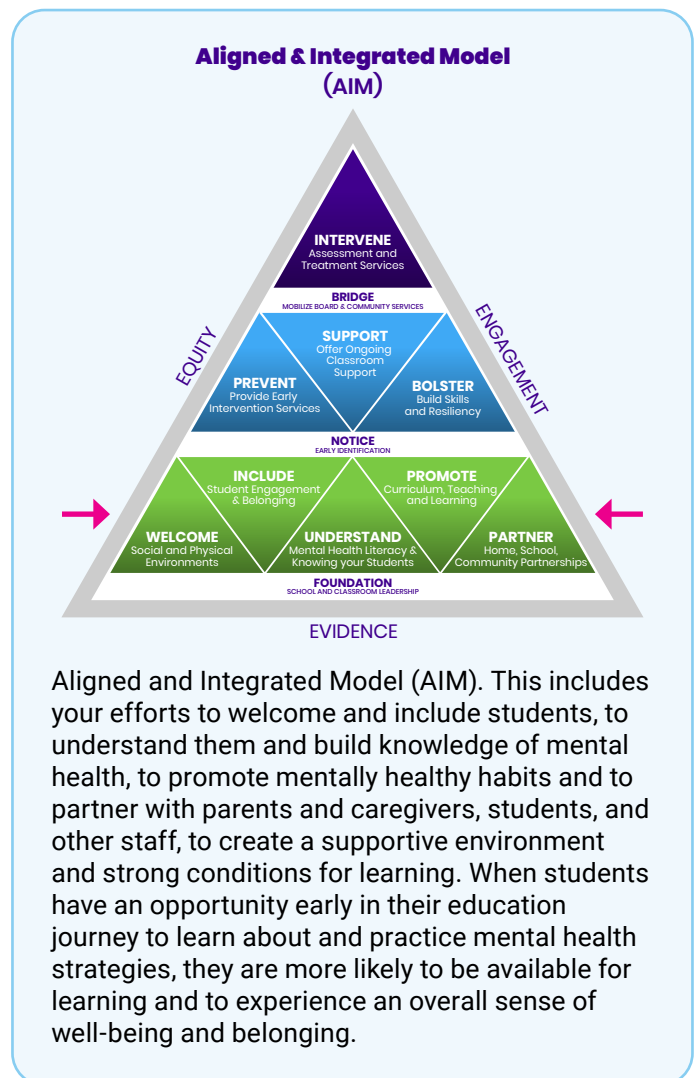 Aligned & Integrated Model
(AIM)
INTERVENE
Assessment and
Treatment Services
BRIDGE
MOBILIZE BOARD & COMMUNITY SERVICES
EQUITY
ENGAGEMENT
SUPPORT
Offer Ongoing
Classroom
Support
PREVENT
Provide Early
Intervention Services
BOLSTER
Build Skills
and Resiliency
NOTICE
EARLY IDENTIFICATION
INCLUDE
Student Engagement
& Belonging
PROMOTE
Curriculum, Teaching
and Learning
WELCOME
Social and Physical
Environments
UNDERSTAND
Mental Health Literacy &
Knowing your Students
PARTNER
Home, School,
Community Partnerships
FOUNDATION
SCHOOL AND CLASSROOM LEADERSHIP
EVIDENCE
Aligned and Integrated Model (AIM). This includes
your efforts to welcome and include students, to
understand them and build knowledge of mental
health, to promote mentally healthy habits and to
partner with parents and caregivers, students, and
other staff, to create a supportive environment
and strong conditions for learning. When students
have an opportunity early in their education
journey to learn about and practice mental health
strategies, they are more likely to be available for
learning and to experience an overall sense of
well-being and belonging.